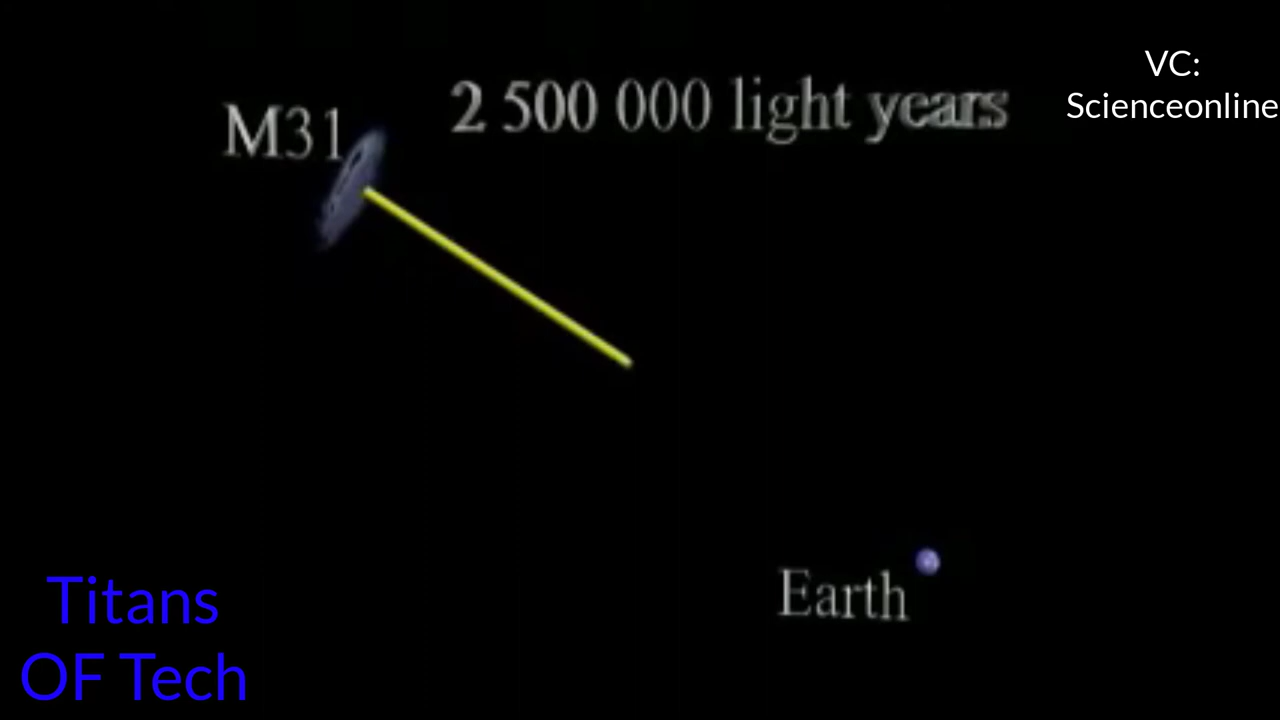 M31
2 500 000 light years
VC:
Scienceonline
Earth
Titans
OF Tech